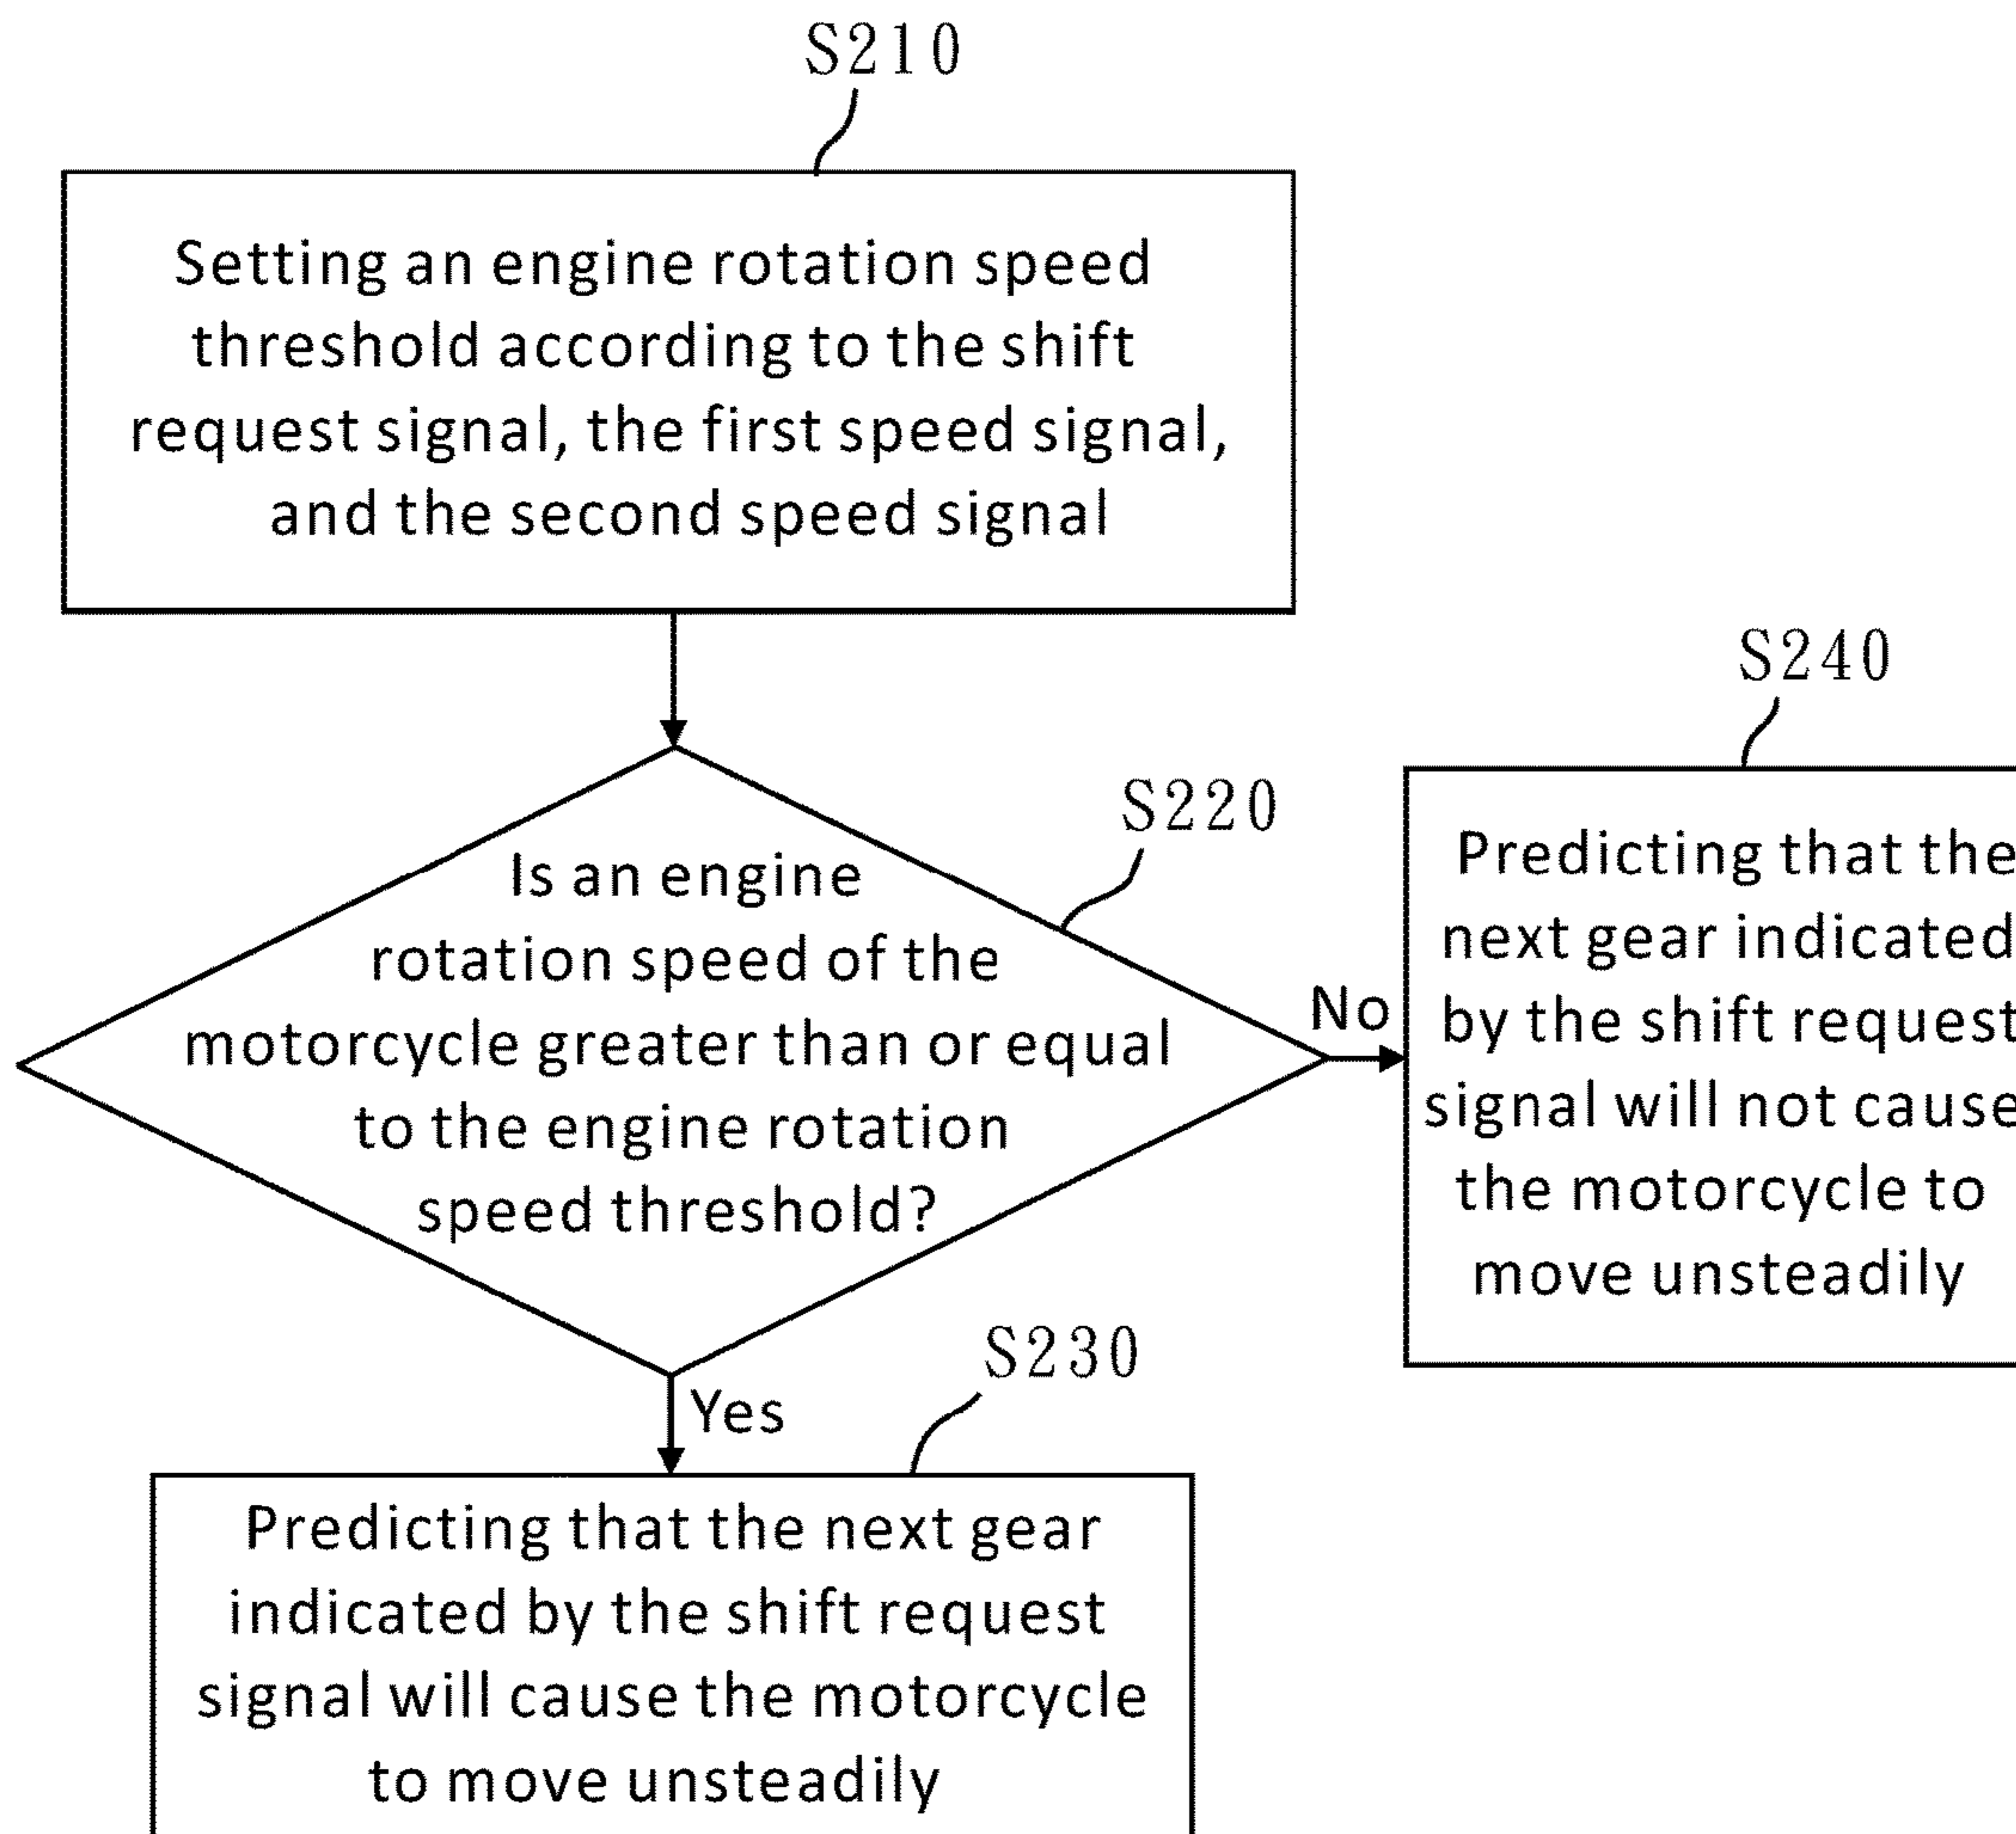 S210
Setting an engine rotation speed
threshold according to the shift
request signal, the first speed signal,
and the second speed signal
S220
Is an engine
rotation speed of the
motorcycle greater than or equal
to the engine rotation
speed threshold?
No
S240
Predicting that the
next gear indicated
by the shift request
signal will not cause
the motorcycle to
move unsteadily
Yes
S230
Predicting that the next gear
indicated by the shift request
signal will cause the motorcycle
to move unsteadily